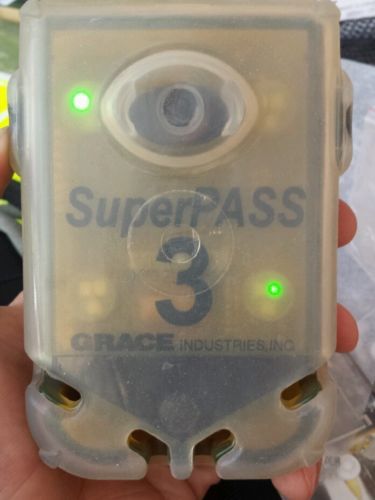 SuperPASS
3
GRACE INDUSTRIES, INC.